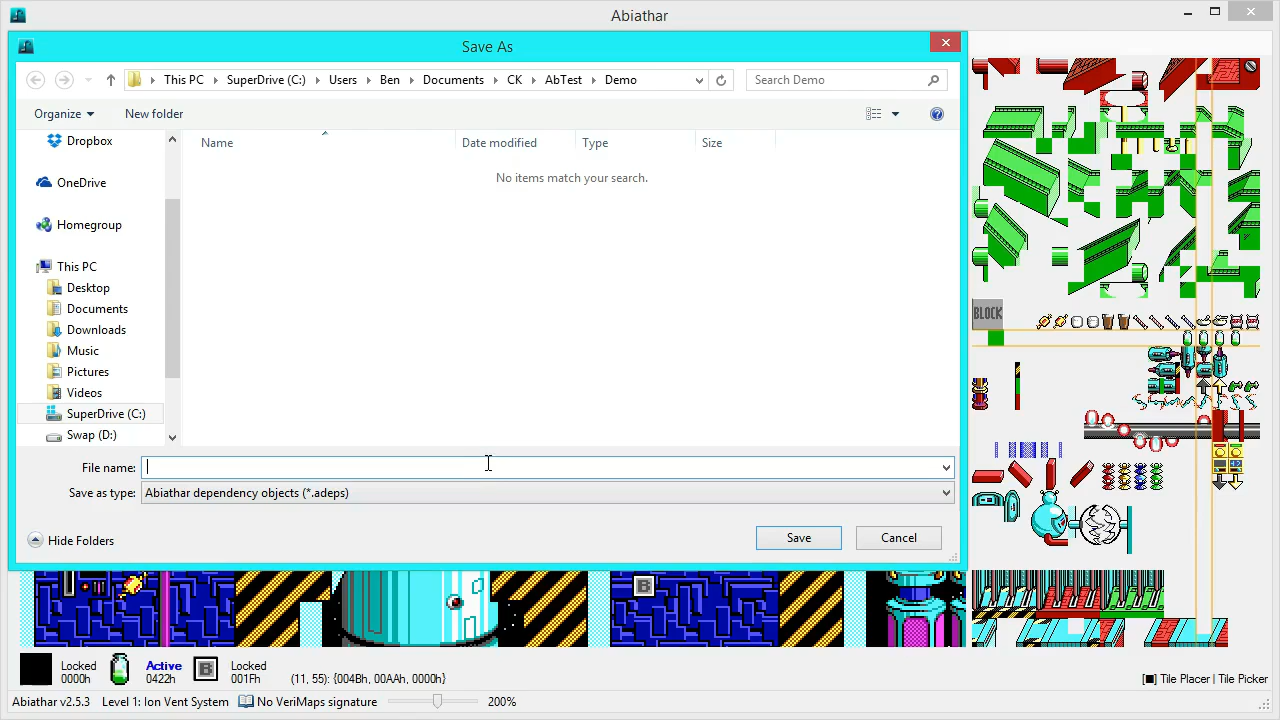 Abiathar
Save As
This PC SuperDrive (C:) Users Ben Documents CK AbTest Demo
Search Demo
Organize
New folder
Dropbox
OneDrive
Homegroup
This PC
Desktop
Documents
Downloads
Music
Pictures
Videos
SuperDrive (C:)
Swap (D:)
Name Date modified Type Size
No items match your search.
File name:
Save as type: Abiathar dependency objects (*.adeps)
Hide Folders
Save
Cancel
BLOCK
B
Locked
0000h
Active
0422h
B
Locked
001Fh
(11, 55): {004Bh, 00AAh, 0000h}
[■] Tile Placer | Tile Picker
Abiathar v2.5.3
Level 1: Ion Vent System
No VeriMaps signature
200%